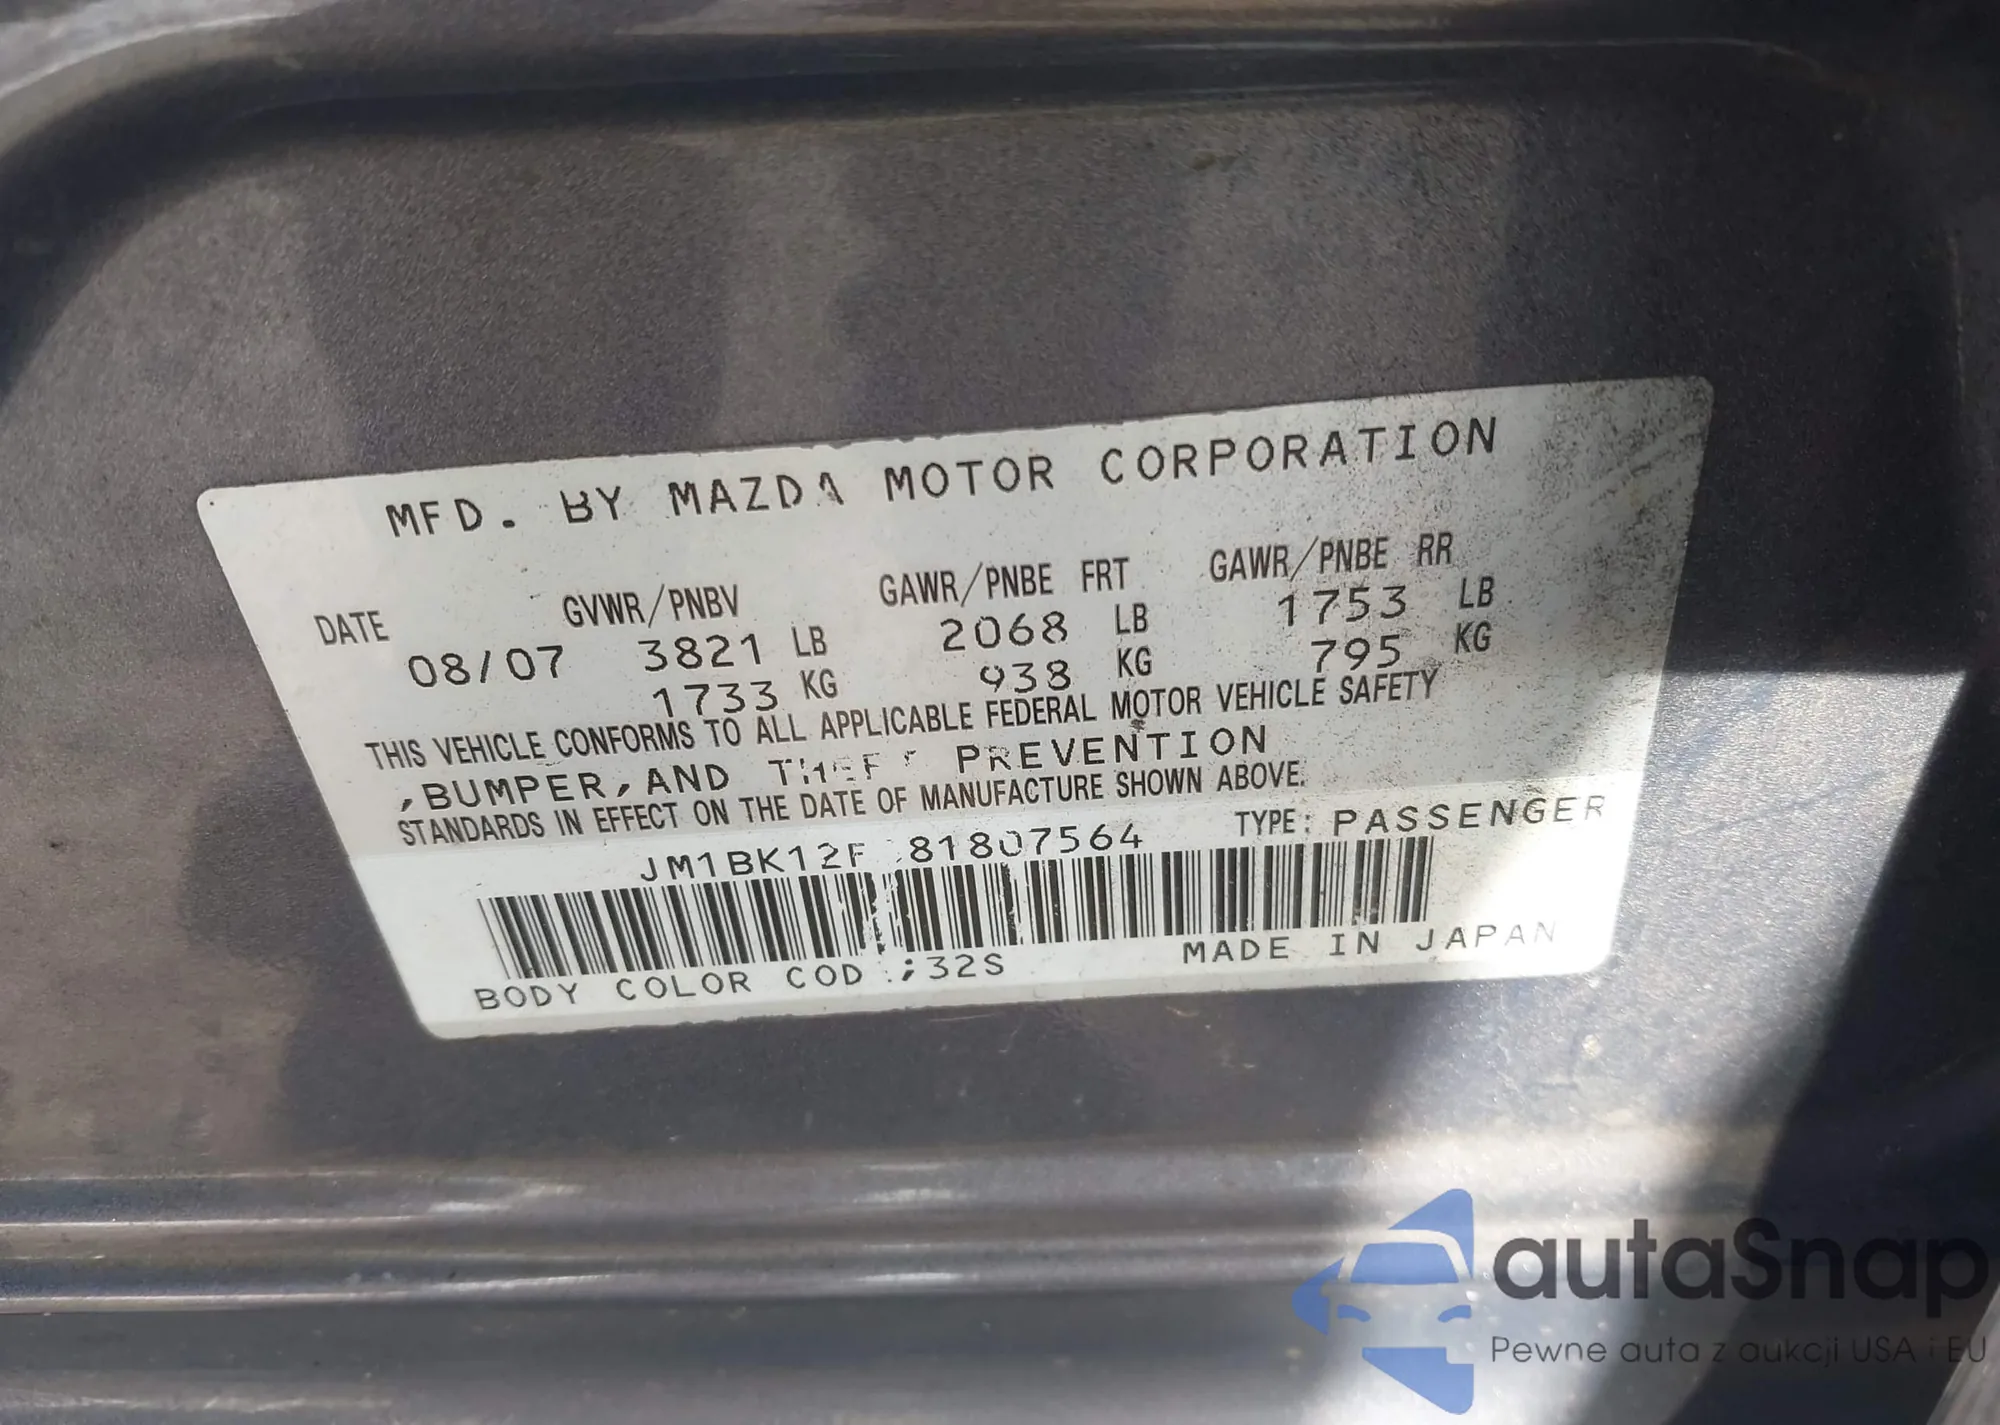 MFD. BY MAZDA MOTOR CORPORATION
DATE GVWR/PNBV GAWR/PNBE FRT GAWR/PNBE RR
08/07 3821 LB 2068 LB 1753 LB
1733 KG 938 KG 795 KG
THIS VEHICLE CONFORMS TO ALL APPLICABLE FEDERAL MOTOR VEHICLE SAFETY
,BUMPER,AND THEFT PREVENTION
STANDARDS IN EFFECT ON THE DATE OF MANUFACTURE SHOWN ABOVE.
JM1BK12F 81807564 TYPE: PASSENGER
BODY COLOR COD :32S MADE IN JAPAN
autaSnap
Pewne auta z aukcji USA i EU